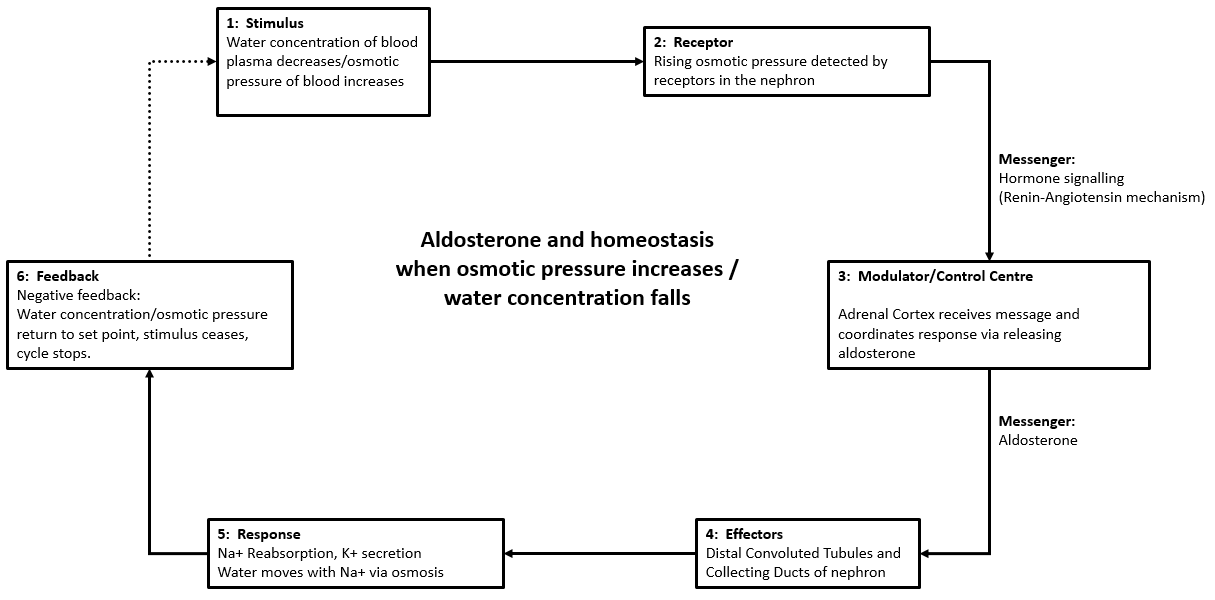 1:  Stimulus
Water concentration of blood
plasma decreases/osmotic
pressure of blood increases
2:  Receptor
Rising osmotic pressure detected by
receptors in the nephron
Messenger:
Hormone signalling
(Renin-Angiotensin mechanism)
Aldosterone and homeostasis
when osmotic pressure increases /
water concentration falls
3:  Modulator/Control Centre
Adrenal Cortex receives message and
coordinates response via releasing
aldosterone
Messenger:
Aldosterone
4:  Effectors
Distal Convoluted Tubules and
Collecting Ducts of nephron
5:  Response
Na+ Reabsorption, K+ secretion
Water moves with Na+ via osmosis
6:  Feedback
Negative feedback:
Water concentration/osmotic pressure
return to set point, stimulus ceases,
cycle stops.